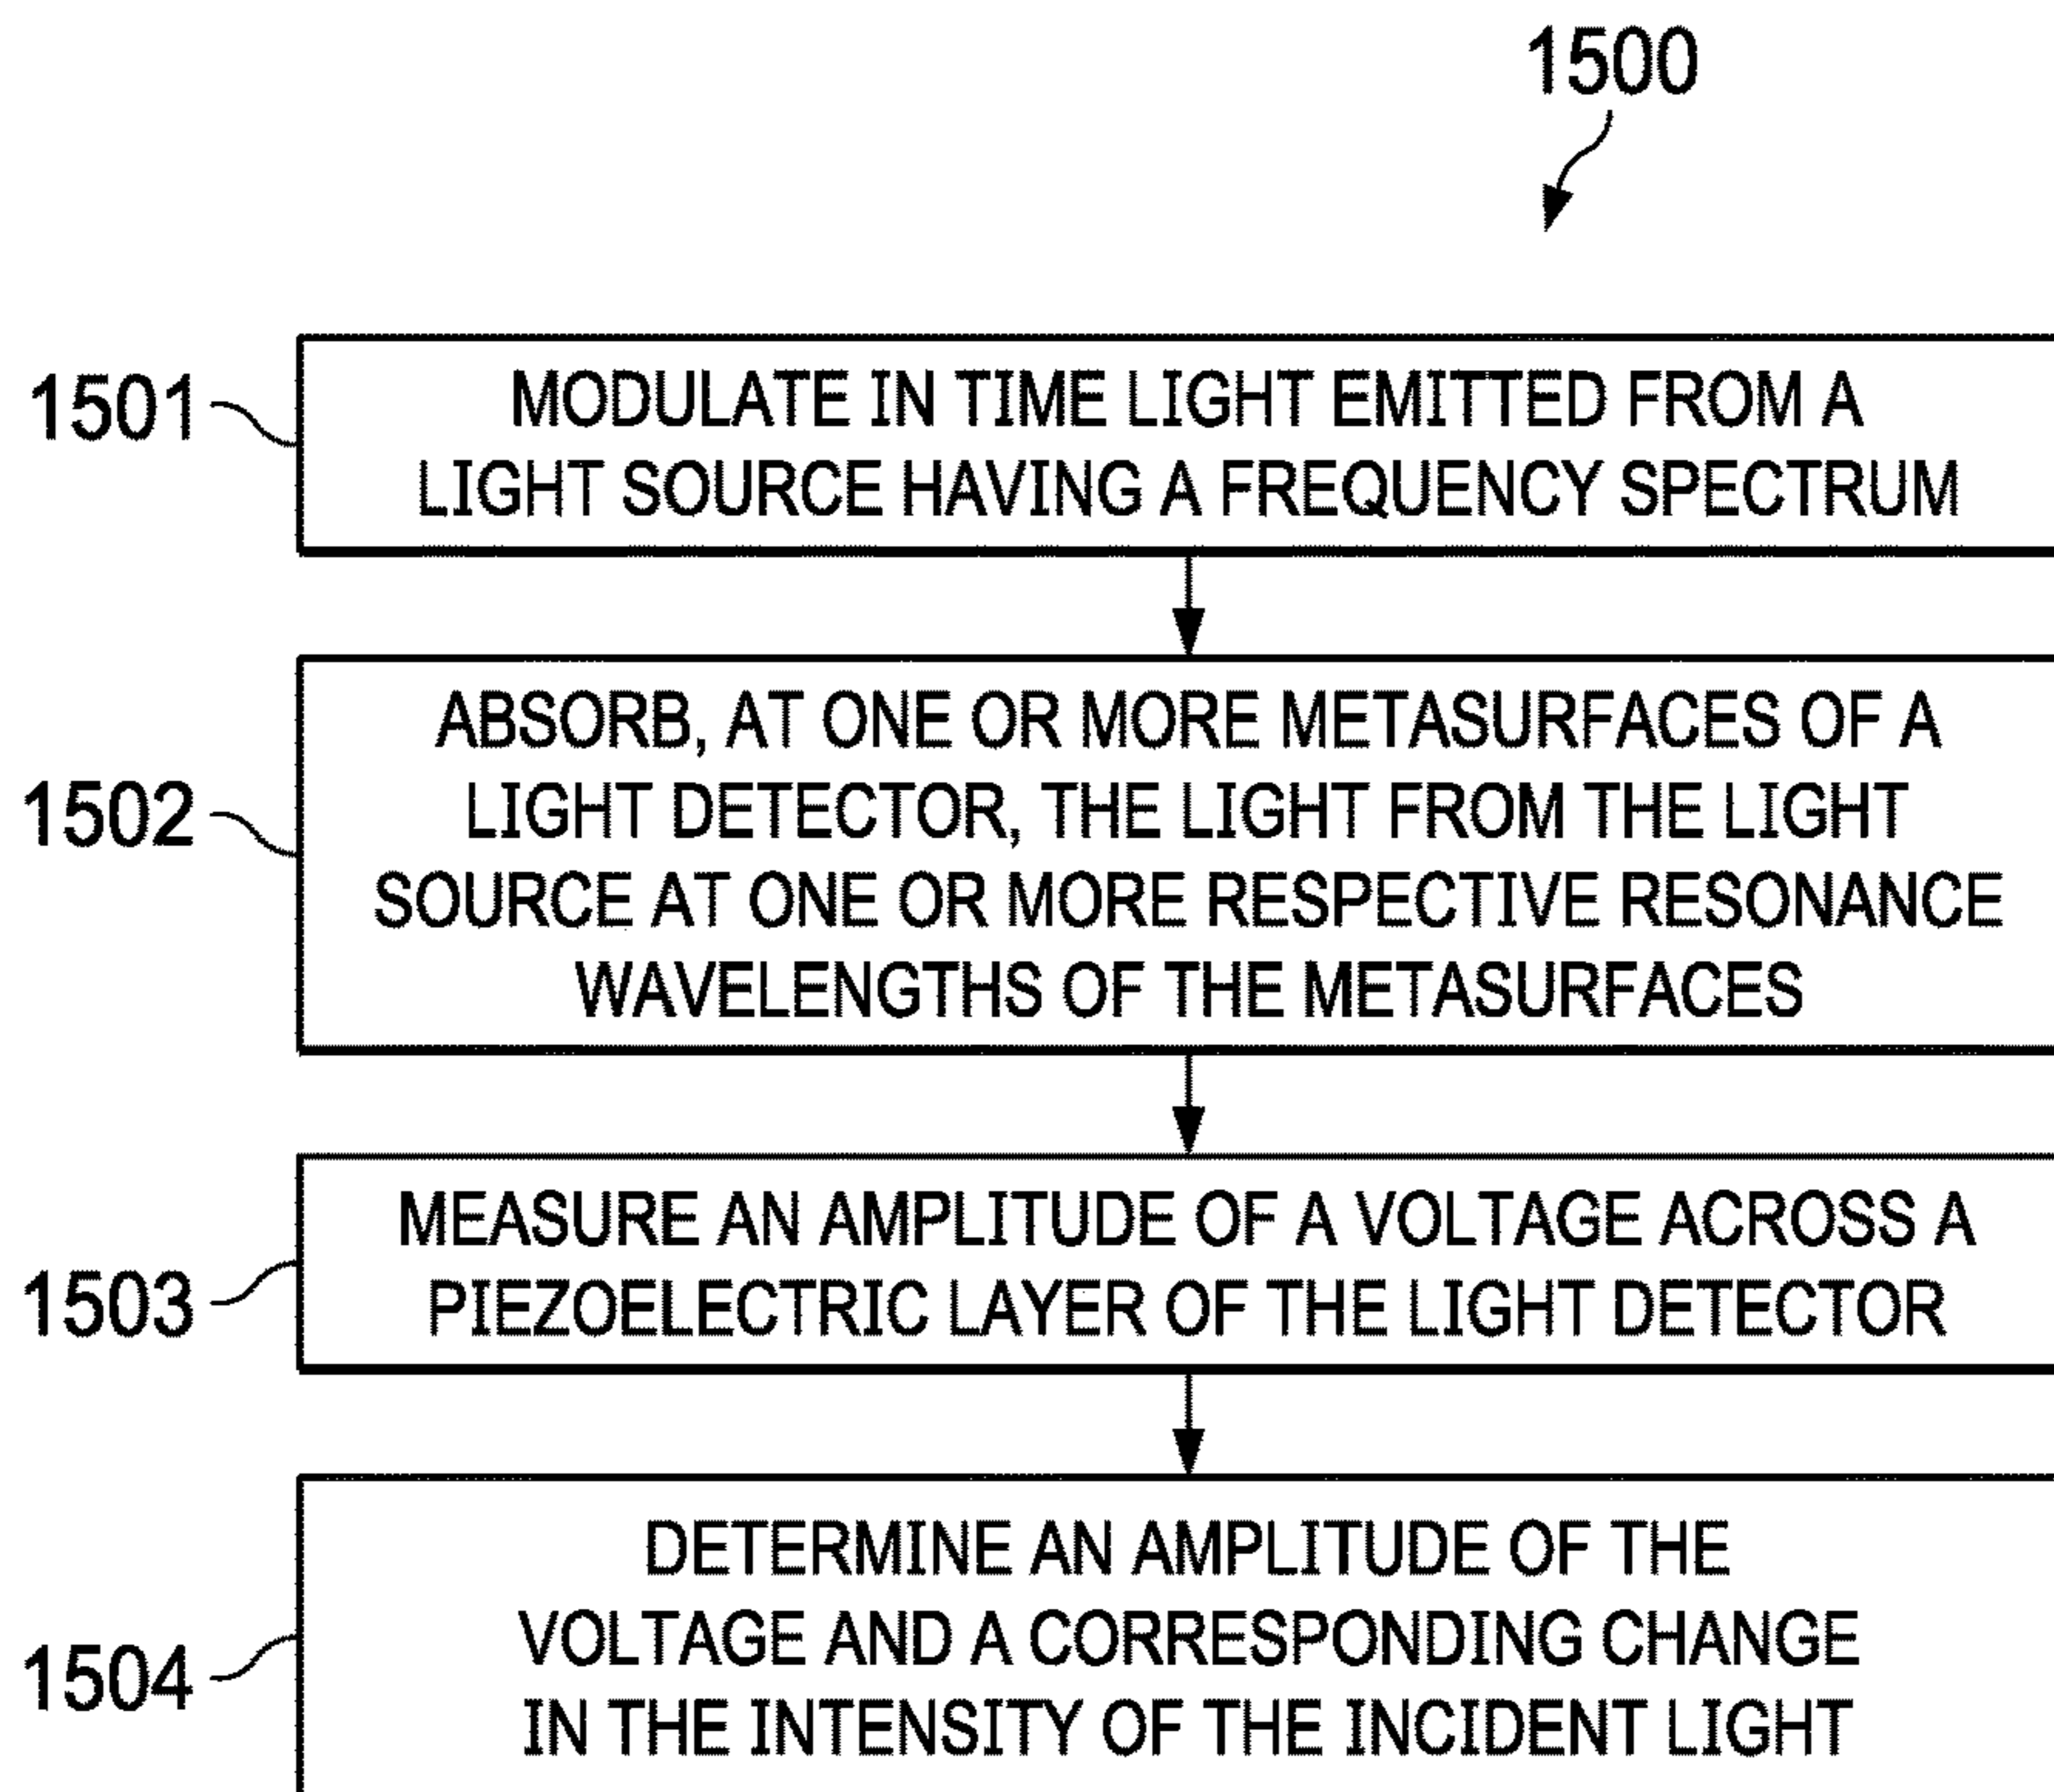 1500
1501
MODULATE IN TIME LIGHT EMITTED FROM A
LIGHT SOURCE HAVING A FREQUENCY SPECTRUM
1502
ABSORB, AT ONE OR MORE METASURFACES OF A
LIGHT DETECTOR, THE LIGHT FROM THE LIGHT
SOURCE AT ONE OR MORE RESPECTIVE RESONANCE
WAVELENGTHS OF THE METASURFACES
1503
MEASURE AN AMPLITUDE OF A VOLTAGE ACROSS A
PIEZOELECTRIC LAYER OF THE LIGHT DETECTOR
1504
DETERMINE AN AMPLITUDE OF THE
VOLTAGE AND A CORRESPONDING CHANGE
IN THE INTENSITY OF THE INCIDENT LIGHT